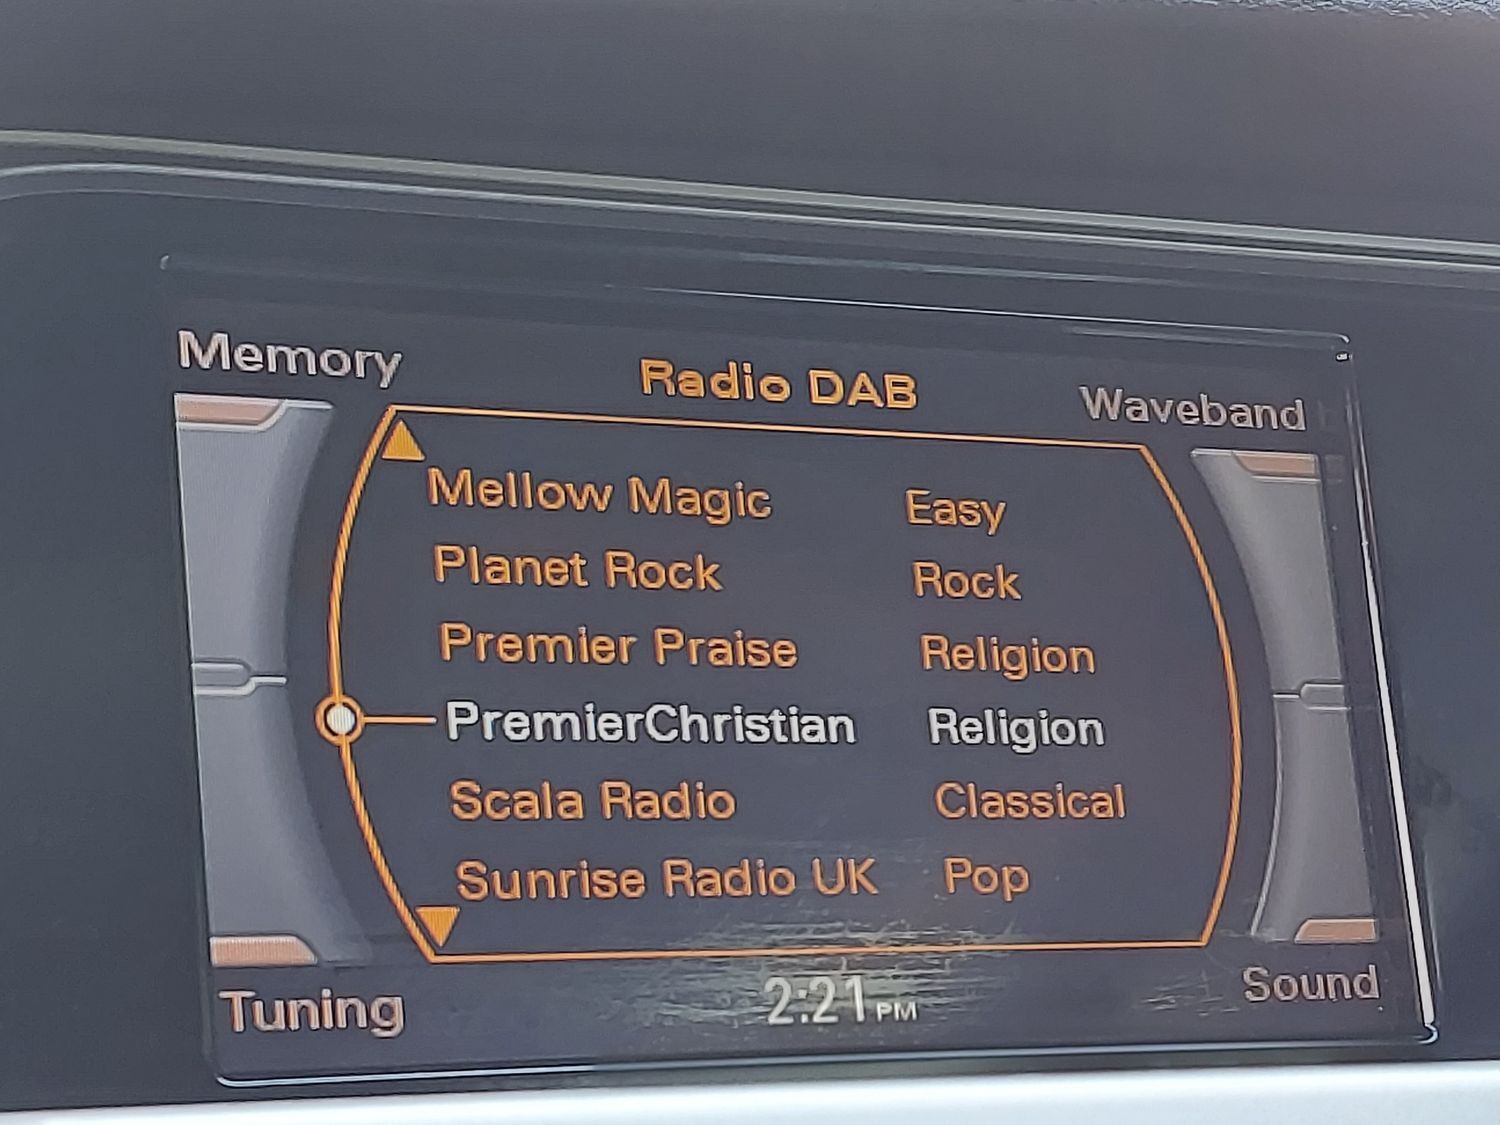 Memory
Radio DAB
Waveband
Mellow Magic Easy
Planet Rock Rock
Premier Praise Religion
PremierChristian Religion
Scala Radio Classical
Sunrise Radio UK Pop
Tuning
2:21 PM
Sound